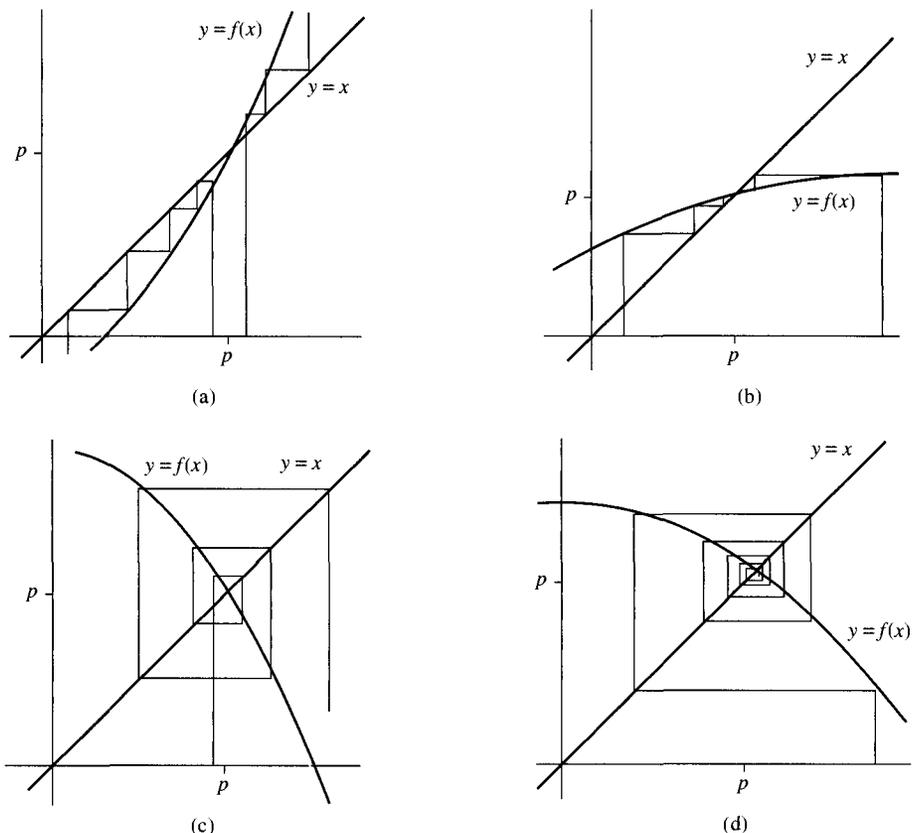 y = f(x)
y = x
p
p
(a)
y = x
p
y = f(x)
p
(b)
y = f(x)
y = x
p
p
(c)
y = x
p
y = f(x)
p
(d)